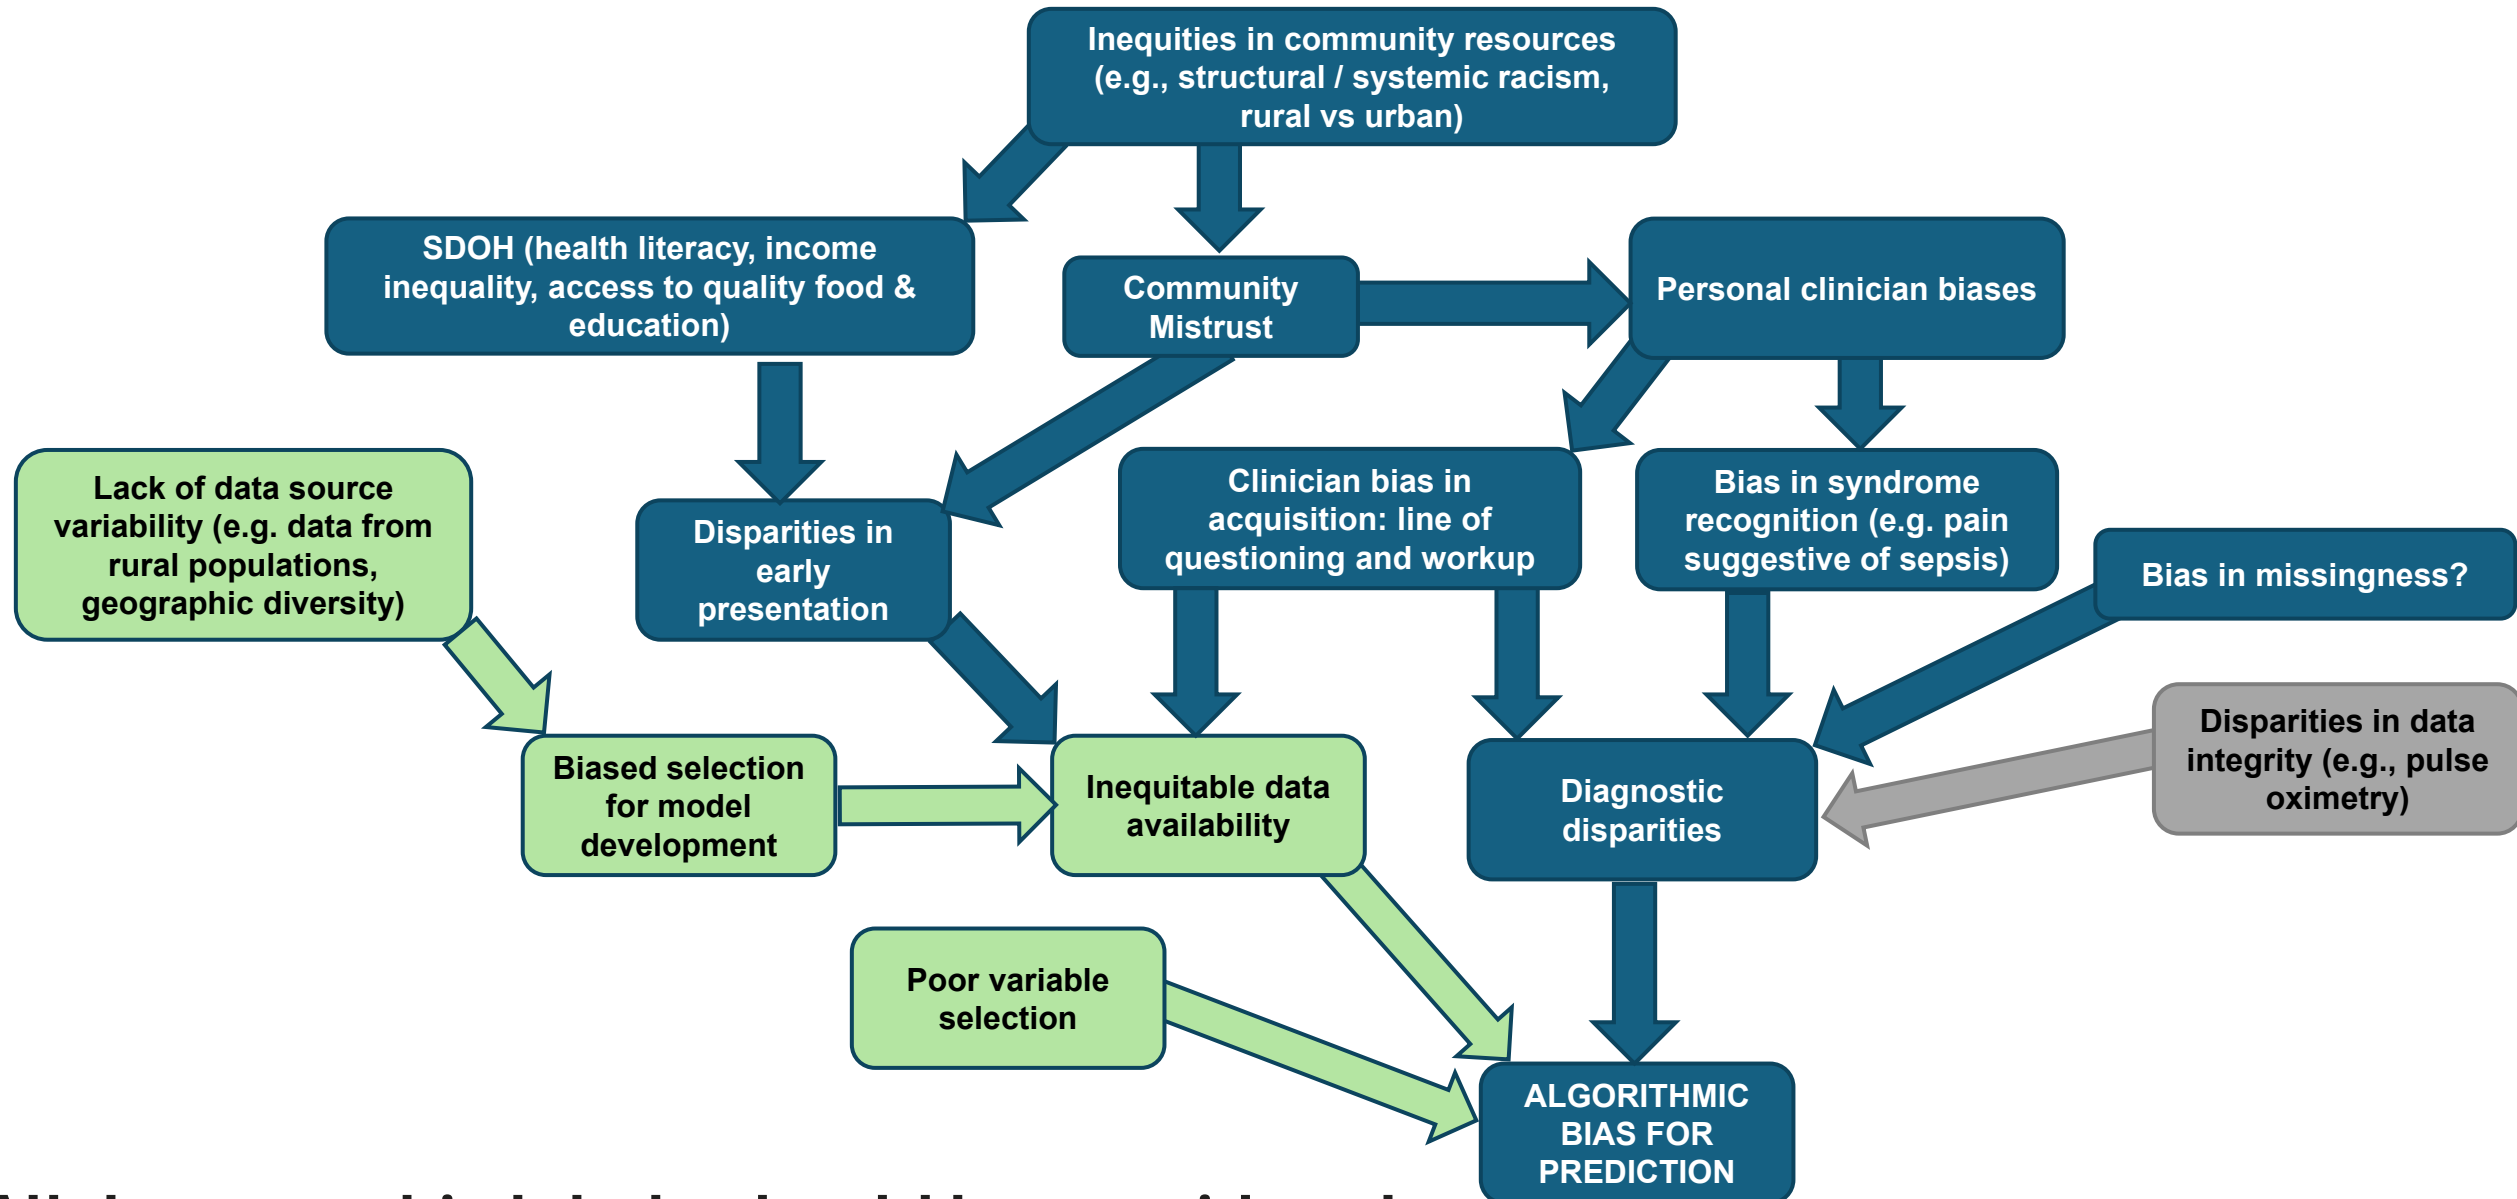 Inequities in community resources
(e.g., structural / systemic racism,
rural vs urban)
SDOH (health literacy, income
inequality, access to quality food &
education)
Community
Mistrust
Personal clinician biases
Lack of data source
variability (e.g. data from
rural populations,
geographic diversity)
Disparities in
early
presentation
Clinician bias in
acquisition: line of
questioning and workup
Bias in syndrome
recognition (e.g. pain
suggestive of sepsis)
Bias in missingness?
Disparities in data
integrity (e.g., pulse
oximetry)
Biased selection
for model
development
Inequitable data
availability
Diagnostic
disparities
Poor variable
selection
ALGORITHMIC
BIAS FOR
PREDICTION